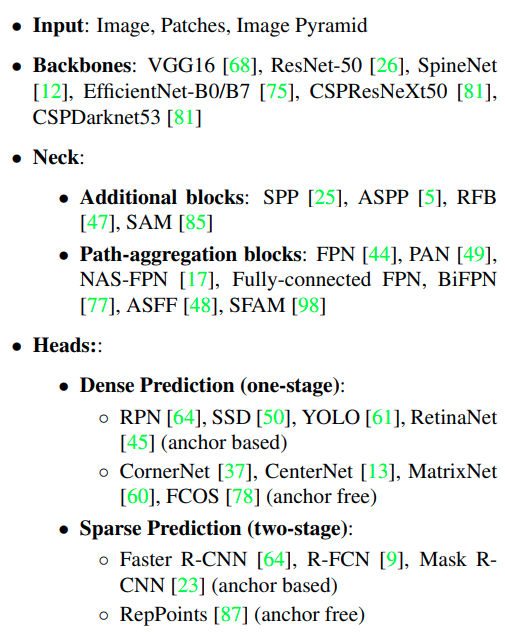 • Input: Image, Patches, Image Pyramid
• Backbones: VGG16 [68], ResNet-50 [26], SpineNet
[12], EfficientNet-B0/B7 [75], CSPResNeXt50 [81],
CSPDarknet53 [81]
• Neck:
• Additional blocks: SPP [25], ASPP [5], RFB
[47], SAM [85]
• Path-aggregation blocks: FPN [44], PAN [49],
NAS-FPN [17], Fully-connected FPN, BiFPN
[77], ASFF [48], SFAM [98]
• Heads::
• Dense Prediction (one-stage):
◦ RPN [64], SSD [50], YOLO [61], RetinaNet
[45] (anchor based)
◦ CornerNet [37], CenterNet [13], MatrixNet
[60], FCOS [78] (anchor free)
• Sparse Prediction (two-stage):
◦ Faster R-CNN [64], R-FCN [9], Mask R-
CNN [23] (anchor based)
◦ RepPoints [87] (anchor free)